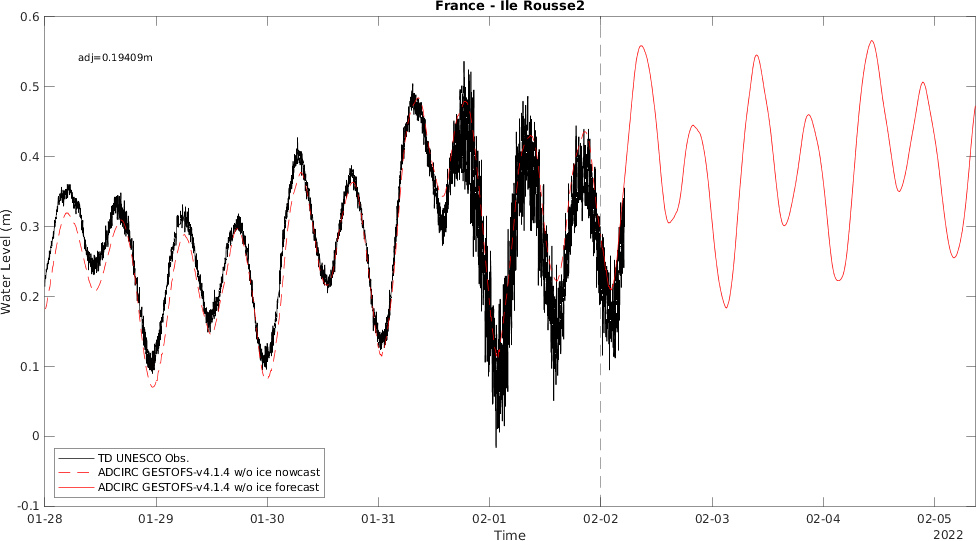 France - Ile Rousse2
adj=0.19409m
0.6
0.5
0.4
0.3
0.2
0.1
0
-0.1
Water Level (m)
TD UNESCO Obs.
ADCIRC GESTOFS-v4.1.4 w/o ice nowcast
ADCIRC GESTOFS-v4.1.4 w/o ice forecast
01-28 01-29 01-30 01-31 02-01 02-02 02-03 02-04 02-05
Time
2022